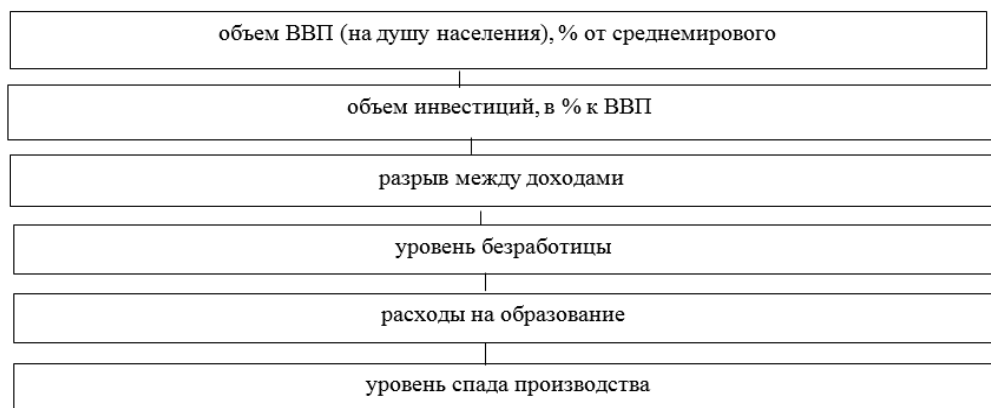 объем ВВП (на душу населения), % от среднемирового
объем инвестиций, в % к ВВП
разрыв между доходами
уровень безработицы
расходы на образование
уровень спада производства